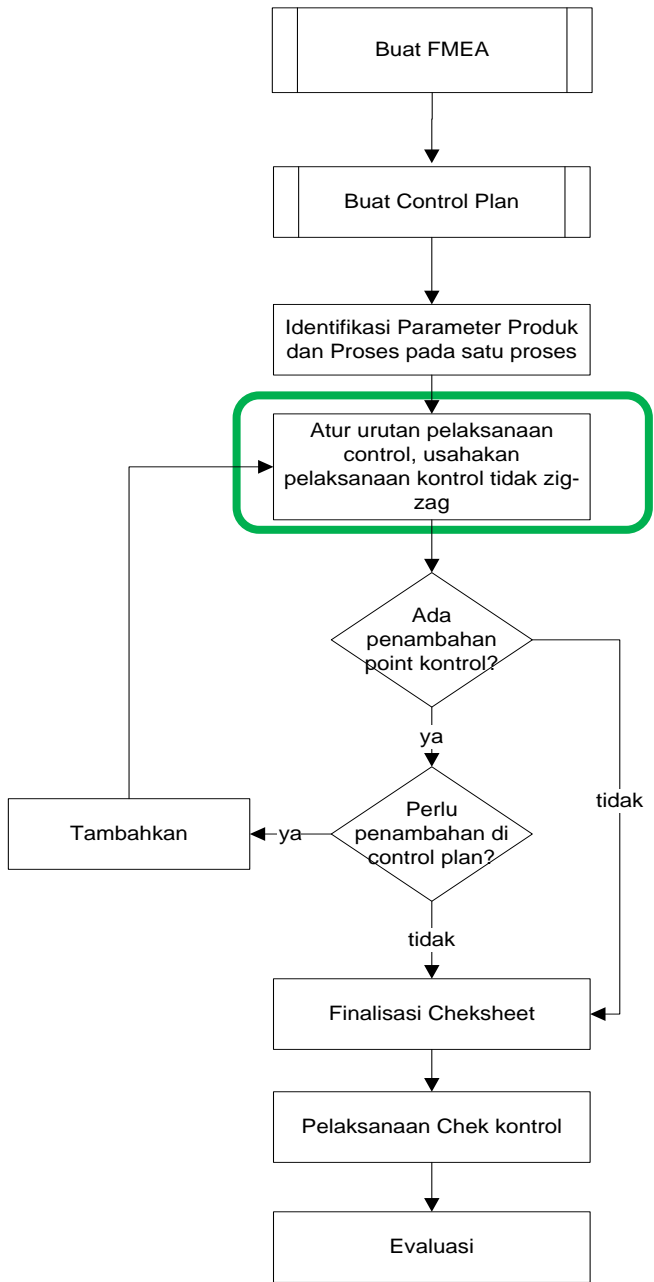 Buat FMEA
Buat Control Plan
Identifikasi Parameter Produk
dan Proses pada satu proses
Atur urutan pelaksanaan
control, usahakan
pelaksanaan kontrol tidak zig-
zag
Ada
penambahan
point kontrol?
ya
tidak
Perlu
penambahan di
control plan?
ya
Tambahkan
tidak
Finalisasi Cheksheet
Pelaksanaan Chek kontrol
Evaluasi